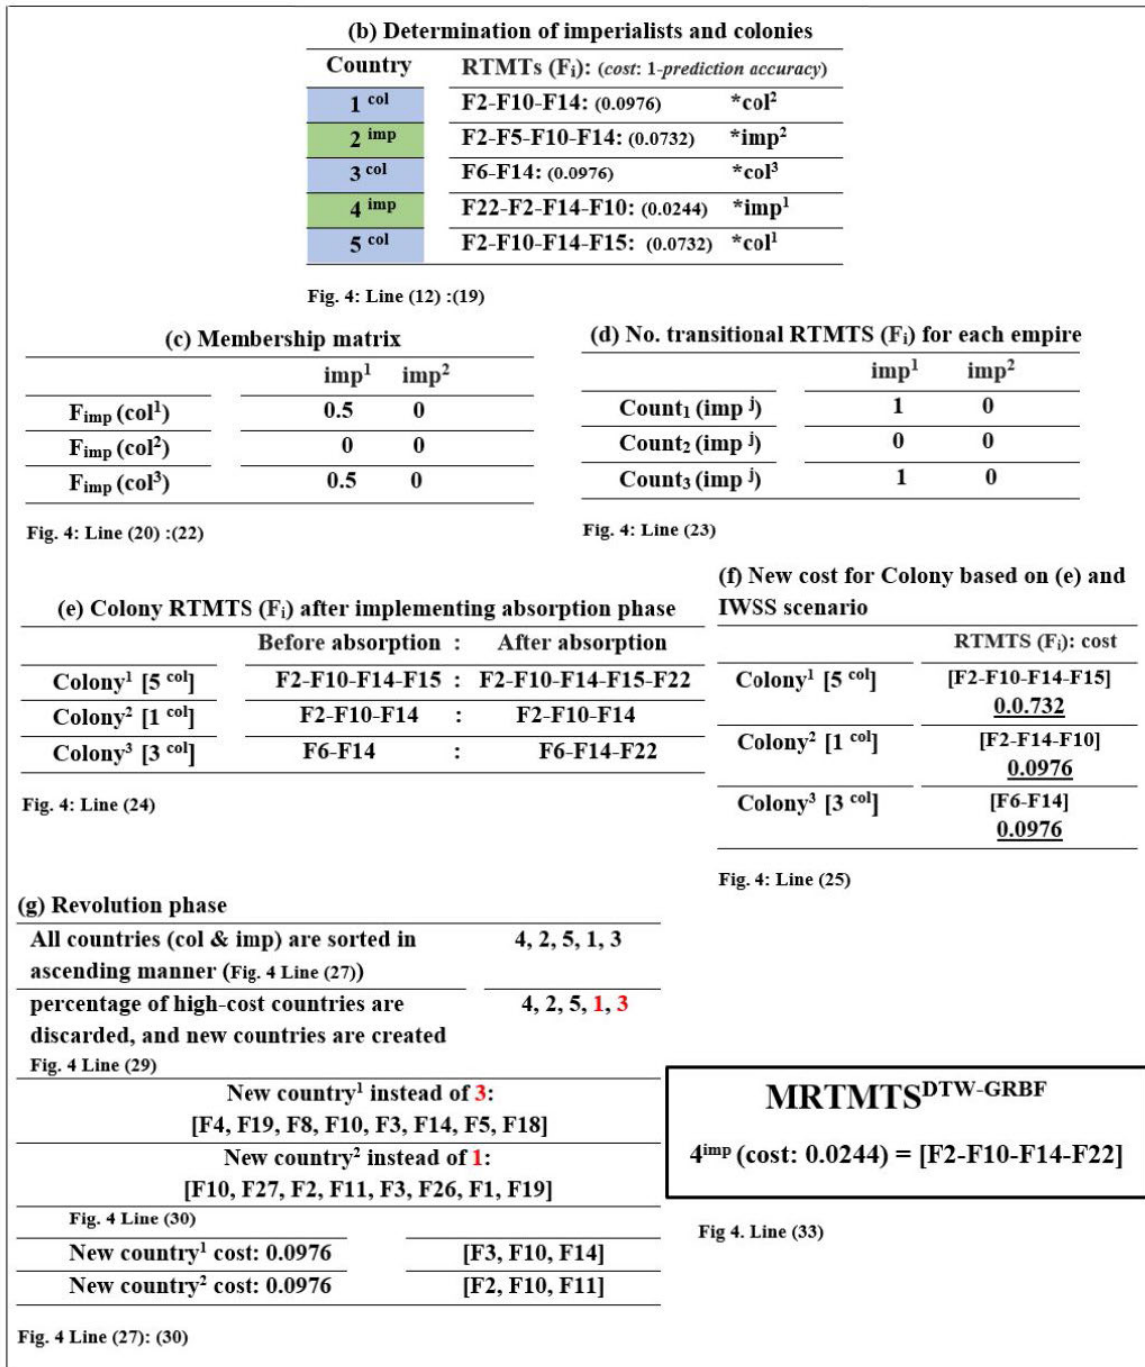 (b) Determination of imperialists and colonies
Country RTMTs (Fi): (cost: 1-prediction accuracy)
1 col F2-F10-F14: (0.0976) *col2
2 imp F2-F5-F10-F14: (0.0732) *imp2
3 col F6-F14: (0.0976) *col3
4 imp F22-F2-F14-F10: (0.0244) *imp1
5 col F2-F10-F14-F15: (0.0732) *col1
Fig. 4: Line (12) :(19)
(c) Membership matrix
imp1 imp2
Fimp (col1) 0.5 0
Fimp (col2) 0 0
Fimp (col3) 0.5 0
Fig. 4: Line (20) :(22)
(d) No. transitional RTMTS (Fi) for each empire
imp1 imp2
Count1 (imp j) 1 0
Count2 (imp j) 0 0
Count3 (imp j) 1 0
Fig. 4: Line (23)
(e) Colony RTMTS (Fi) after implementing absorption phase
Before absorption : After absorption
Colony1 [5 col] F2-F10-F14-F15 : F2-F10-F14-F15-F22
Colony2 [1 col] F2-F10-F14 : F2-F10-F14
Colony3 [3 col] F6-F14 : F6-F14-F22
Fig. 4: Line (24)
(f) New cost for Colony based on (e) and
IWSS scenario
RTMTS (Fi): cost
Colony1 [5 col] [F2-F10-F14-F15]
0.0.732
Colony2 [1 col] [F2-F14-F10]
0.0976
Colony3 [3 col] [F6-F14]
0.0976
Fig. 4: Line (25)
(g) Revolution phase
All countries (col & imp) are sorted in 4, 2, 5, 1, 3
ascending manner (Fig. 4 Line (27))
percentage of high-cost countries are 4, 2, 5, 1, 3
discarded, and new countries are created
Fig. 4 Line (29)
New country1 instead of 3:
[F4, F19, F8, F10, F3, F14, F5, F18]
New country2 instead of 1:
[F10, F27, F2, F11, F3, F26, F1, F19]
Fig. 4 Line (30)
New country1 cost: 0.0976 [F3, F10, F14]
New country2 cost: 0.0976 [F2, F10, F11]
Fig. 4 Line (27): (30)
MRTMTSDTW-GRBF
4imp (cost: 0.0244) = [F2-F10-F14-F22]
Fig 4. Line (33)